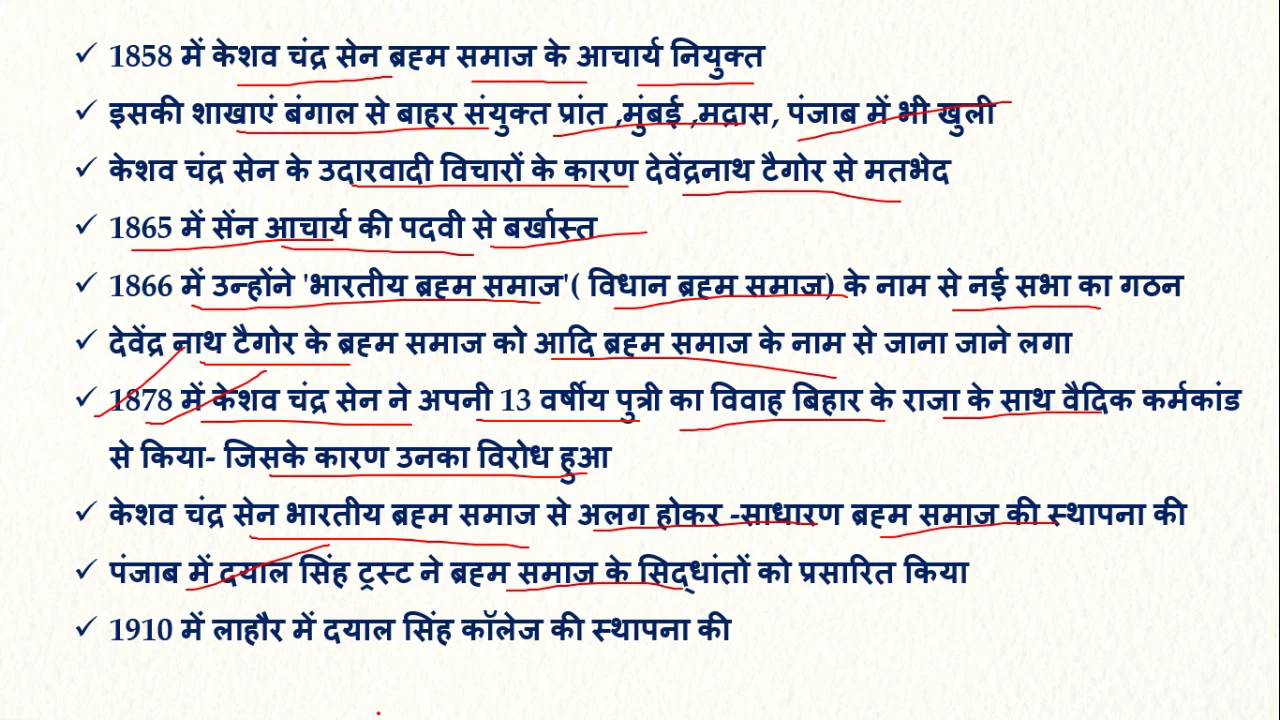 ✓ 1858 में केशव चंद्र सेन ब्रह्म समाज के आचार्य नियुक्त
✓ इसकी शाखाएं बंगाल से बाहर संयुक्त प्रांत ,मुंबई ,मद्रास, पंजाब में भी खुली
✓ केशव चंद्र सेन के उदारवादी विचारों के कारण देवेंद्रनाथ टैगोर से मतभेद
✓ 1865 में सेंन आचार्य की पदवी से बर्खास्त
✓ 1866 में उन्होंने 'भारतीय ब्रह्म समाज'( विधान ब्रह्म समाज) के नाम से नई सभा का गठन
✓ देवेंद्र नाथ टैगोर के ब्रह्म समाज को आदि ब्रह्म समाज के नाम से जाना जाने लगा
✓ 1878 में केशव चंद्र सेन ने अपनी 13 वर्षीय पुत्री का विवाह बिहार के राजा के साथ वैदिक कर्मकांड
से किया- जिसके कारण उनका विरोध हुआ
✓ केशव चंद्र सेन भारतीय ब्रह्म समाज से अलग होकर -साधारण ब्रह्म समाज की स्थापना की
✓ पंजाब में दयाल सिंह ट्रस्ट ने ब्रह्म समाज के सिद्धांतों को प्रसारित किया
✓ 1910 में लाहौर में दयाल सिंह कॉलेज की स्थापना की